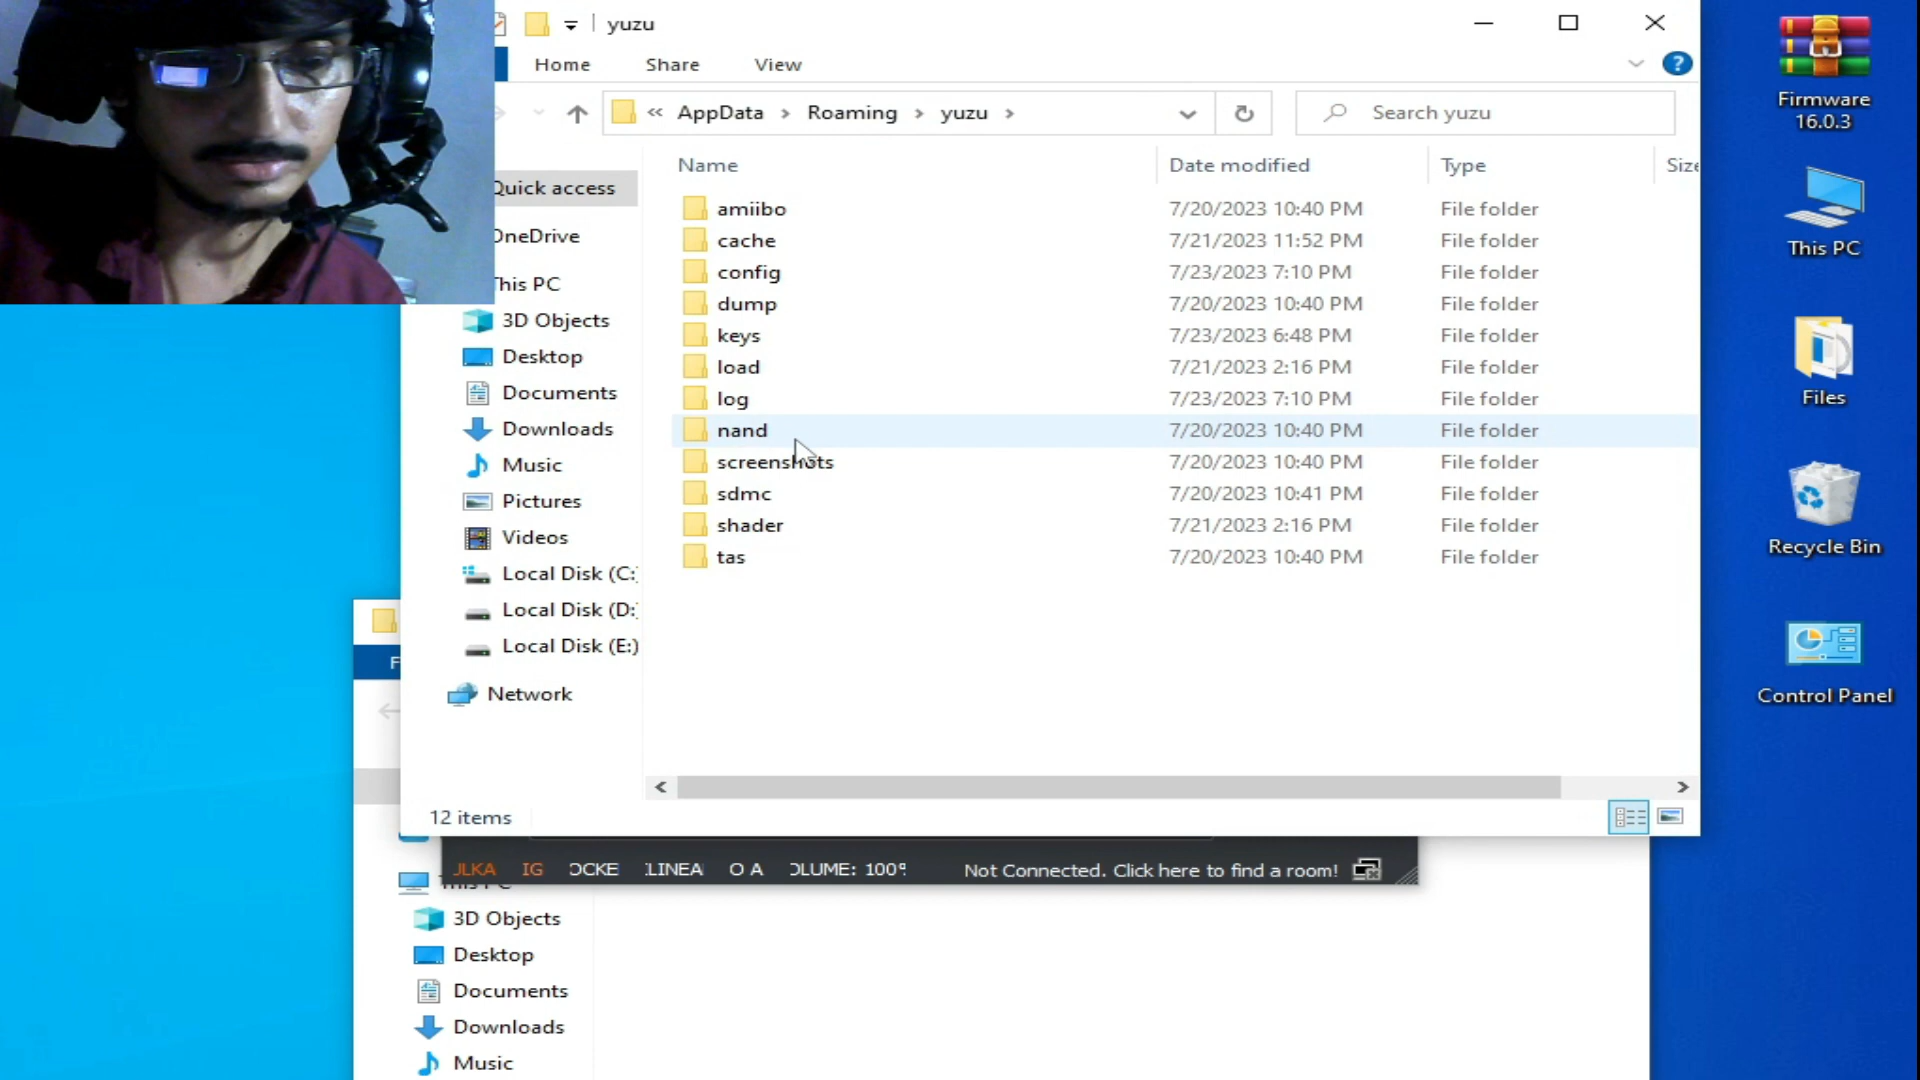 yuzu
Home Share View
« AppData › Roaming › yuzu ›
Search yuzu
Name Date modified Type Size
Quick access
OneDrive
This PC
3D Objects
Desktop
Documents
Downloads
Music
Pictures
Videos
Local Disk (C:)
Local Disk (D:)
Local Disk (E:)
Network
amiibo 7/20/2023 10:40 PM File folder
cache 7/21/2023 11:52 PM File folder
config 7/23/2023 7:10 PM File folder
dump 7/20/2023 10:40 PM File folder
keys 7/23/2023 6:48 PM File folder
load 7/21/2023 2:16 PM File folder
log 7/23/2023 7:10 PM File folder
nand 7/20/2023 10:40 PM File folder
screenshots 7/20/2023 10:40 PM File folder
sdmc 7/20/2023 10:41 PM File folder
shader 7/21/2023 2:16 PM File folder
tas 7/20/2023 10:40 PM File folder
12 items
VOLUME: 100% Not Connected. Click here to find a room!
This PC
3D Objects
Desktop
Documents
Downloads
Music
Firmware
16.0.3
This PC
Files
Recycle Bin
Control Panel